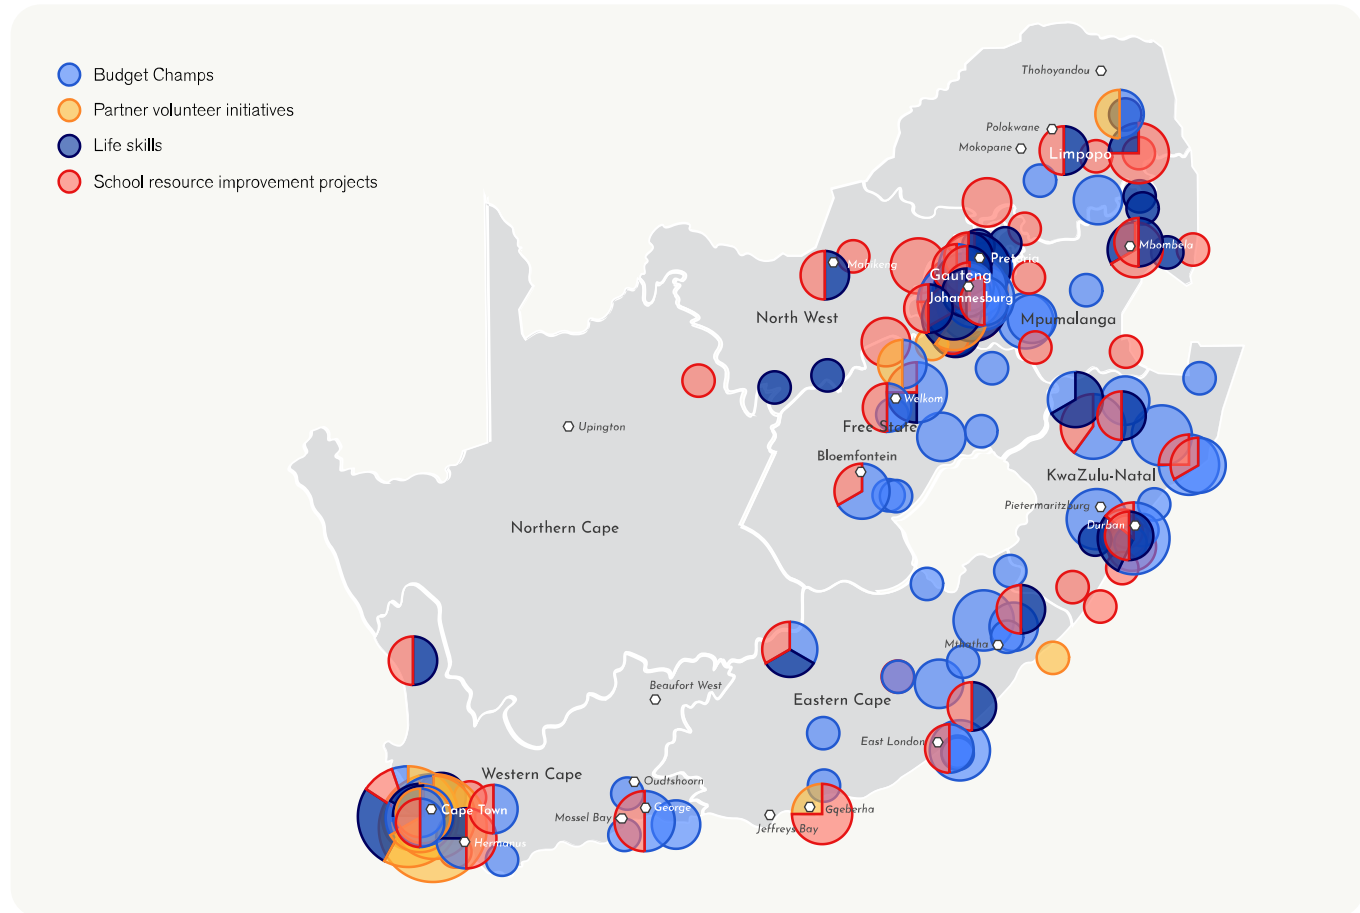 Budget Champs
Partner volunteer initiatives
Life skills
School resource improvement projects
Thohoyandou
Polokwane
Mokopane
Limpopo
Mbombela
Mahikeng
Pretoria
Gauteng
Johannesburg
North West
Mpumalanga
Welkom
Free State
Upington
Bloemfontein
KwaZulu-Natal
Pietermaritzburg
Durban
Northern Cape
Mthatha
Beaufort West
Eastern Cape
East London
Western Cape
Oudtshoorn
Cape Town
George
Mossel Bay
Gqeberha
Jeffreys Bay
Hermanus